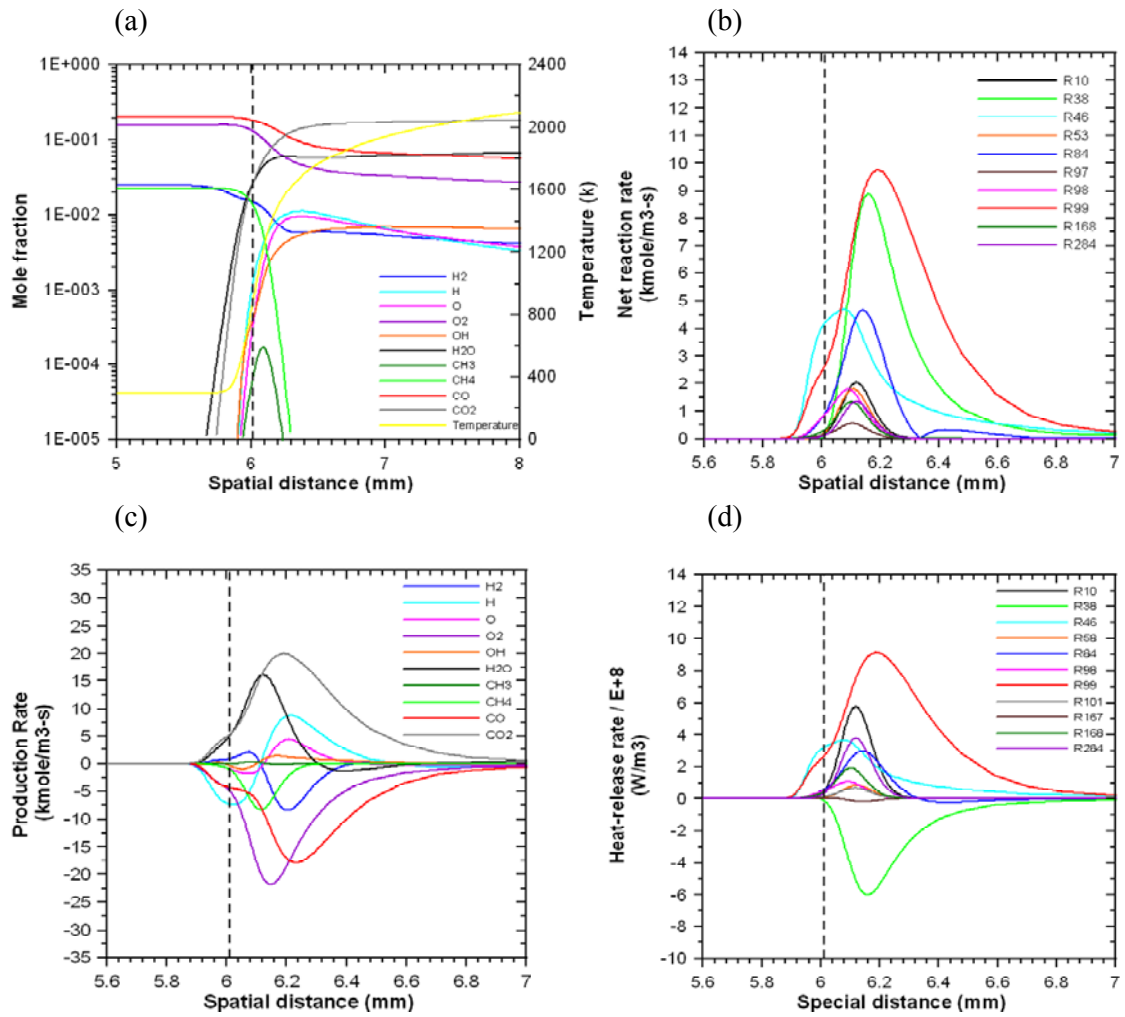 (a)
1E+000
1E-001
1E-002
1E-003
1E-004
1E-005
Mole fraction
2400
2000
1600
1200
800
400
0
Temperature (k)
H2
H
O
O2
OH
H2O
CH3
CH4
CO
CO2
Temperature
5 6 7 8
Spatial distance (mm)
(b)
14
13
12
11
10
9
8
7
6
5
4
3
2
1
0
Net reaction rate
(kmole/m3-s)
R10
R38
R46
R53
R84
R97
R98
R99
R168
R284
5.6 5.8 6 6.2 6.4 6.6 6.8 7
Spatial distance (mm)
(c)
35
30
25
20
15
10
5
0
-5
-10
-15
-20
-25
-30
-35
Production Rate
(kmole/m3-s)
H2
H
O
O2
OH
H2O
CH3
CH4
CO
CO2
5.6 5.8 6 6.2 6.4 6.6 6.8 7
Spatial distance (mm)
(d)
14
12
10
8
6
4
2
0
-2
-4
-6
-8
-10
Heat-release rate / E+8
(W/m3)
R10
R38
R46
R84
R98
R99
R101
R167
R168
R284
5.6 5.8 6 6.2 6.4 6.6 6.8 7
Special distance (mm)